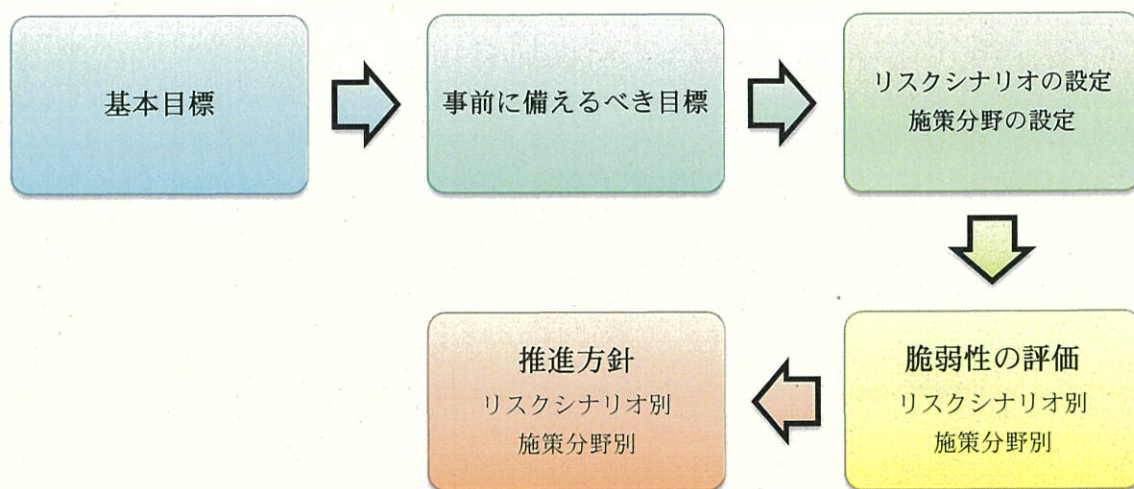 基本目標
事前に備えるべき目標
リスクシナリオの設定
施策分野の設定
脆弱性の評価
リスクシナリオ別
施策分野別
推進方針
リスクシナリオ別
施策分野別